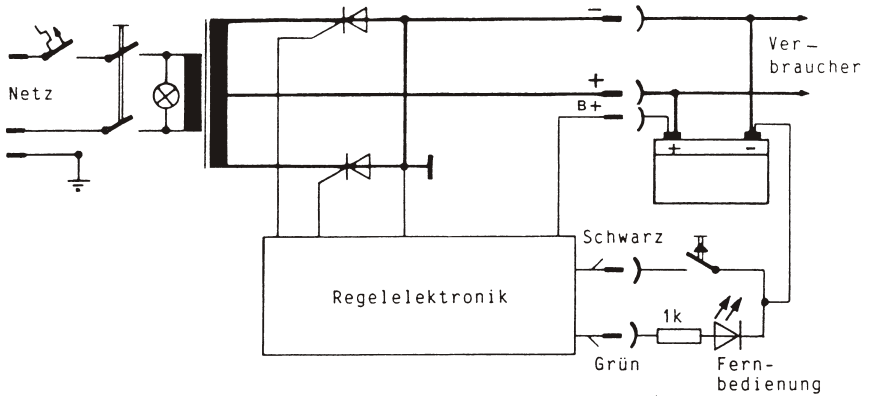 −
Ver-
braucher
+
Netz
B+
+ −
Schwarz
Regelelektronik
1k
Grün
Fern-
bedienung